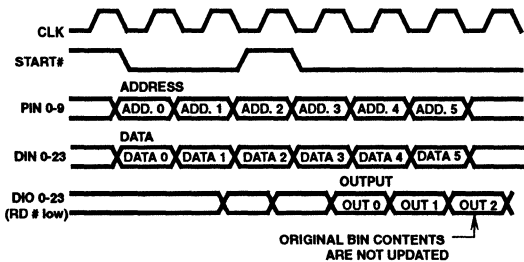 CLK
START#
ADDRESS
PIN 0-9 ADD. 0 ADD. 1 ADD. 2 ADD. 3 ADD. 4 ADD. 5
DATA
DIN 0-23 DATA 0 DATA 1 DATA 2 DATA 3 DATA 4 DATA 5
OUTPUT
DIO 0-23 OUT 0 OUT 1 OUT 2
(RD # low)
ORIGINAL BIN CONTENTS
ARE NOT UPDATED